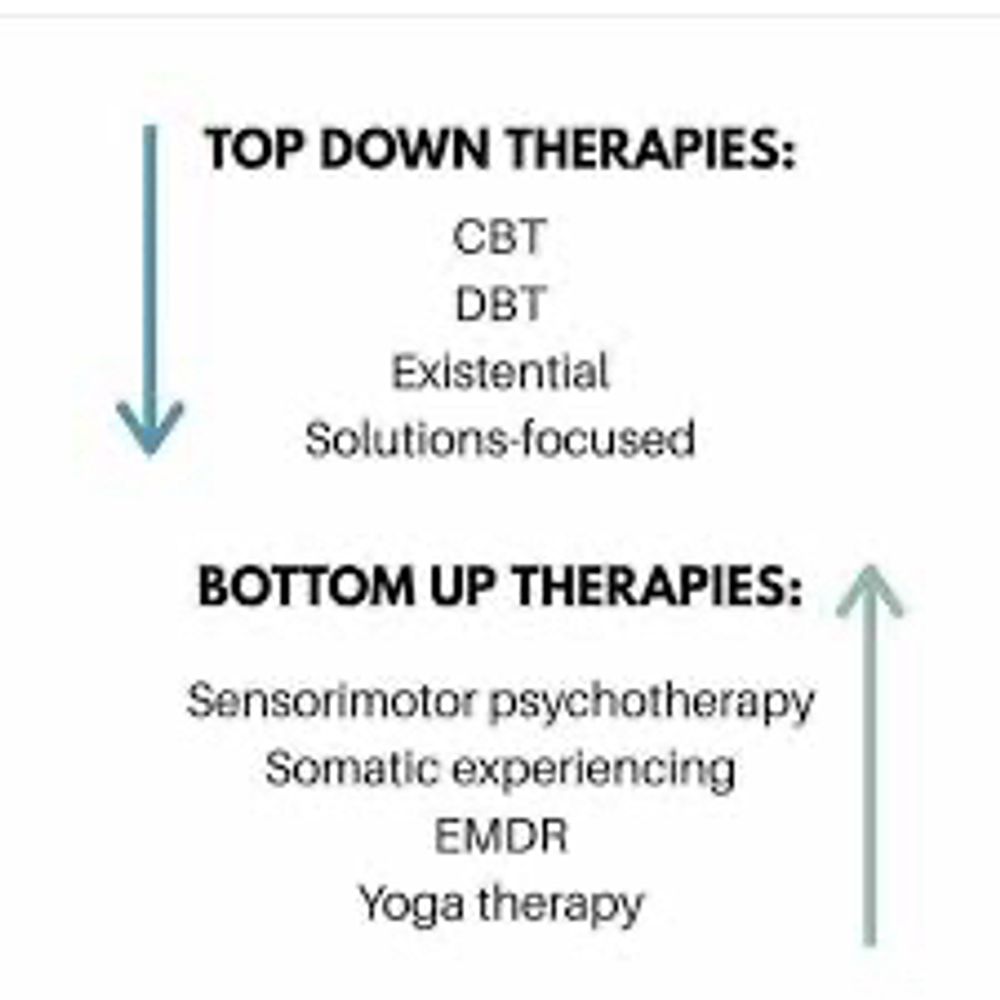 TOP DOWN THERAPIES:
CBT
DBT
Existential
Solutions-focused
BOTTOM UP THERAPIES:
Sensorimotor psychotherapy
Somatic experiencing
EMDR
Yoga therapy